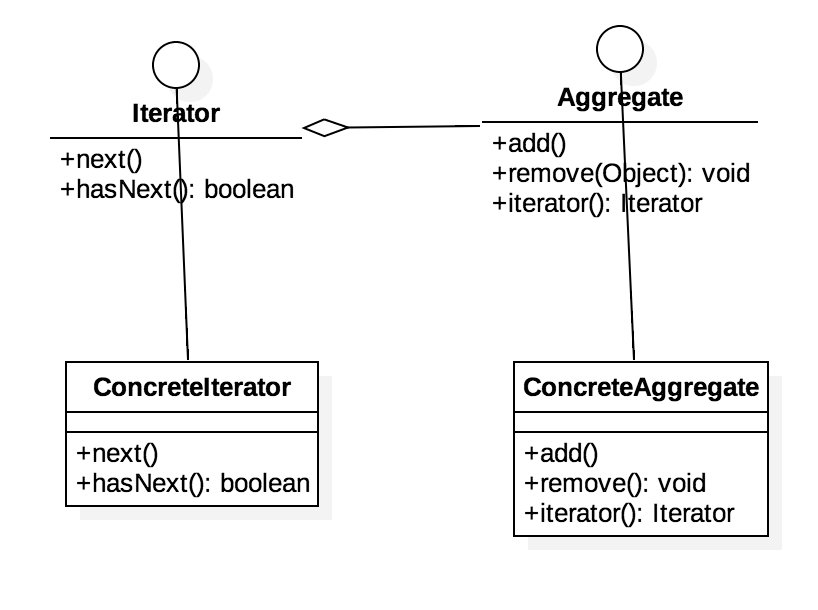 Iterator
+next()
+hasNext(): boolean
Aggregate
+add()
+remove(Object): void
+iterator(): Iterator
ConcreteIterator
+next()
+hasNext(): boolean
ConcreteAggregate
+add()
+remove(): void
+iterator(): Iterator